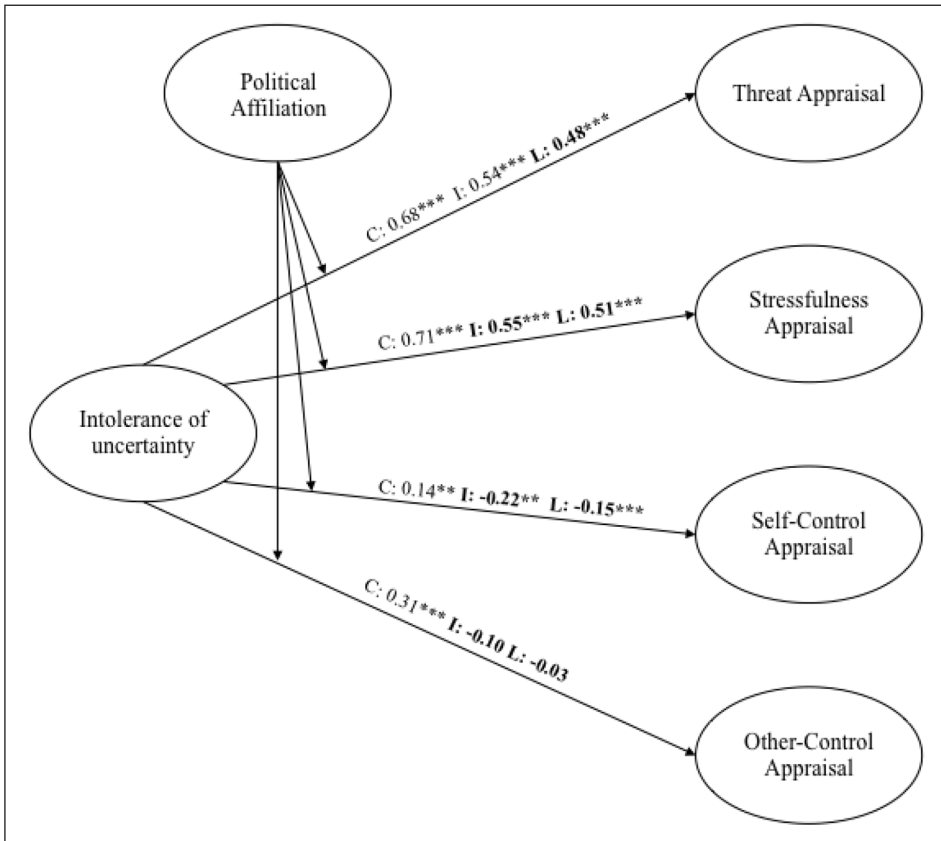 Political
Affiliation
Threat Appraisal
C: 0.68*** I: 0.54*** L: 0.48***
Stressfulness
Appraisal
C: 0.71*** I: 0.55*** L: 0.51***
Intolerance of
uncertainty
C: 0.14** I: -0.22** L: -0.15***
Self-Control
Appraisal
C: 0.31*** I: -0.10 L: -0.03
Other-Control
Appraisal